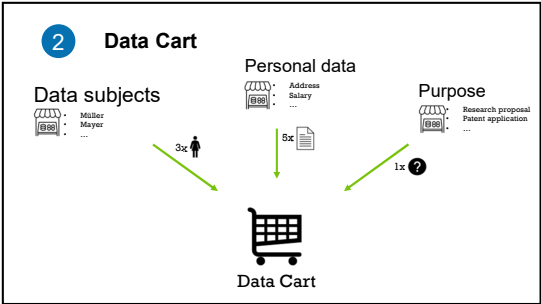 2
Data Cart
Personal data
• Address
• Salary
• ...
Data subjects
• Müller
• Mayer
• ...
Purpose
• Research proposal
• Patent application
• ...
3x
5x
1x ?
Data Cart